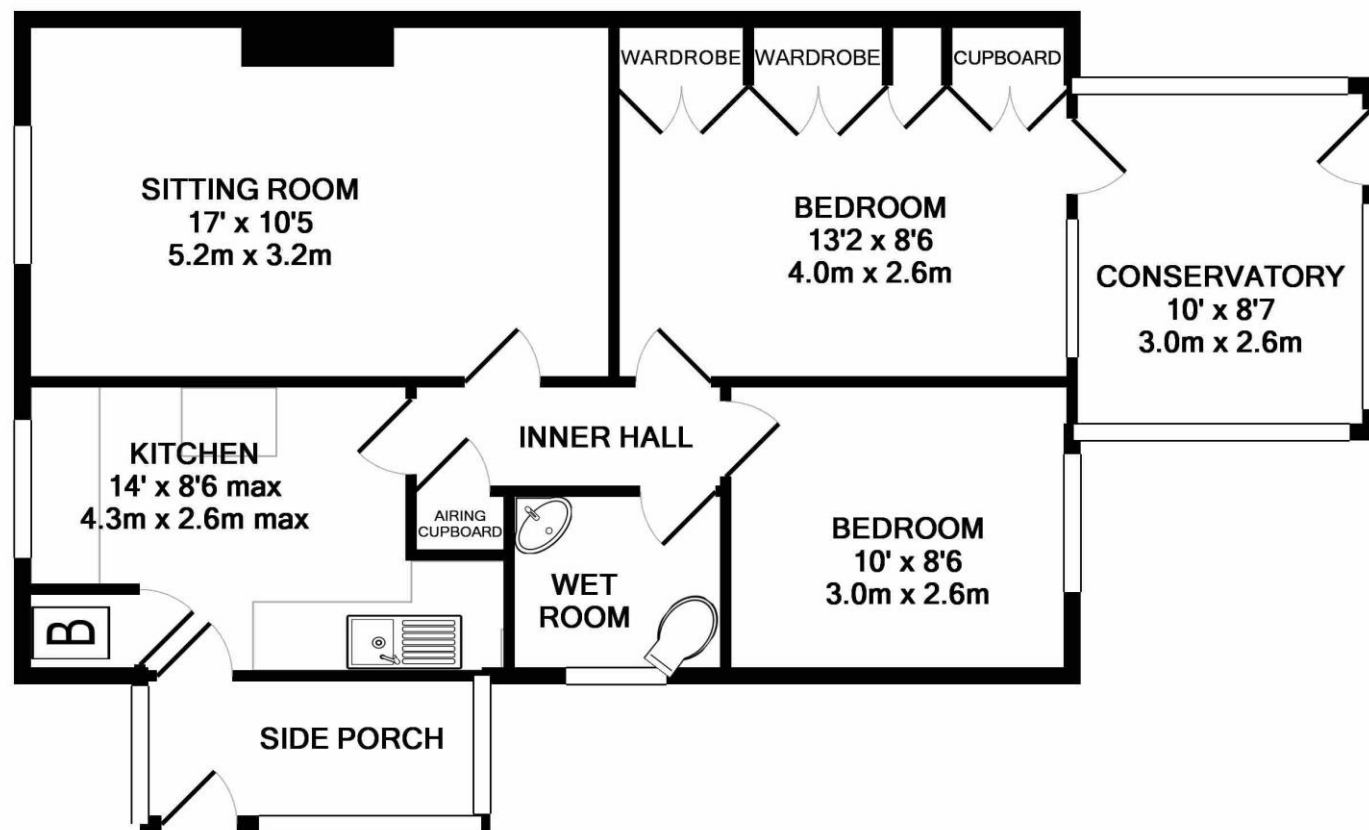 WARDROBE
WARDROBE
CUPBOARD
SITTING ROOM
17' x 10'5
5.2m x 3.2m
BEDROOM
13'2 x 8'6
4.0m x 2.6m
CONSERVATORY
10' x 8'7
3.0m x 2.6m
KITCHEN
14' x 8'6 max
4.3m x 2.6m max
INNER HALL
AIRING
CUPBOARD
WET
ROOM
BEDROOM
10' x 8'6
3.0m x 2.6m
B
SIDE PORCH